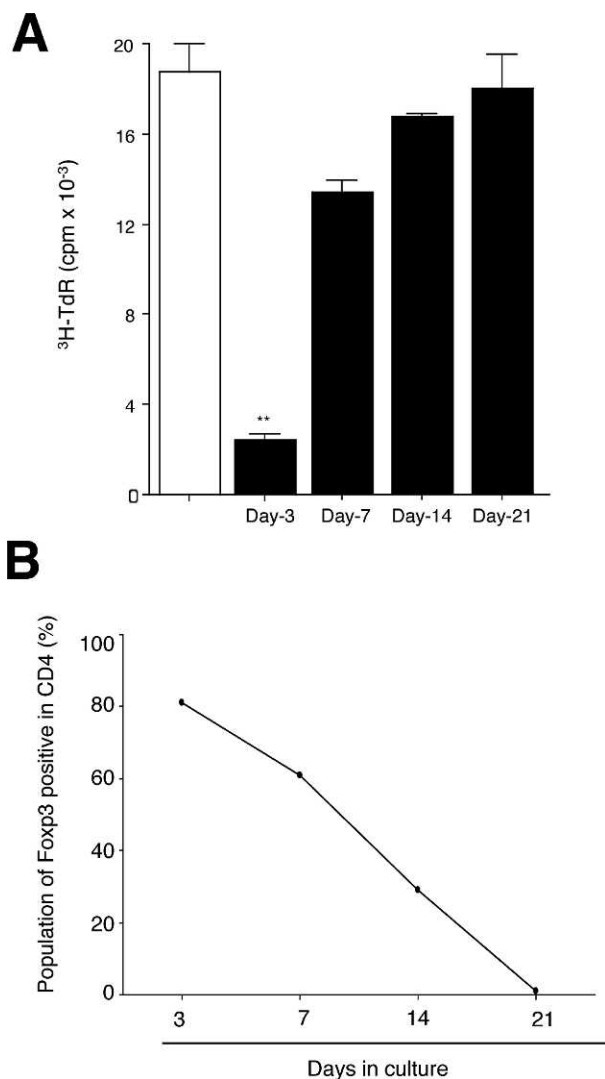 A
20
16
12
8
4
0
³H-TdR (cpm x 10⁻³)
**
Day-3 Day-7 Day-14 Day-21
B
100
80
60
40
20
0
Population of Foxp3 positive in CD4 (%)
3 7 14 21
Days in culture